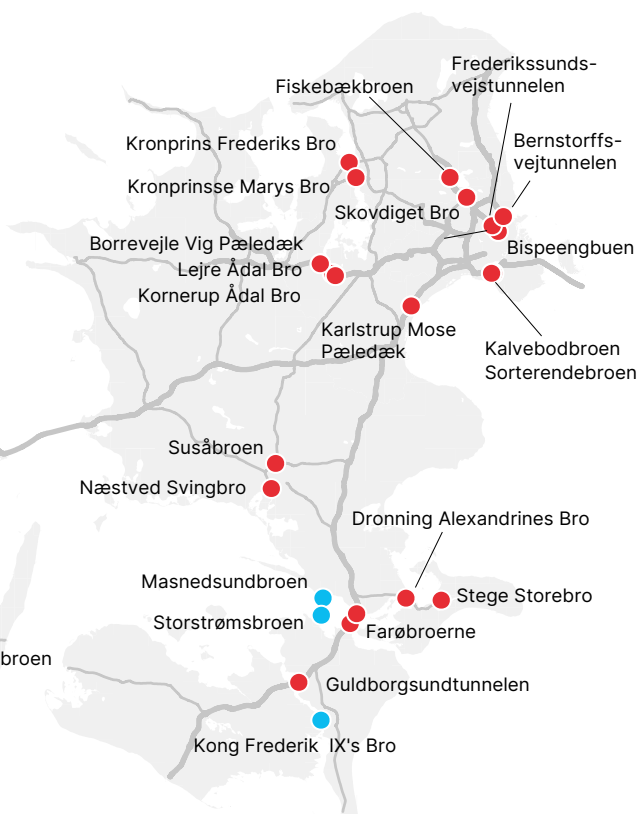 Frederikssunds-
vejstunnelen
Fiskebækbroen
Bernstorffs-
vejtunnelen
Kronprins Frederiks Bro
Kronprinsse Marys Bro
Skovdiget Bro
Borrevejle Vig Pæledæk
Bispeengbuen
Lejre Ådal Bro
Kornerup Ådal Bro
Karlstrup Mose
Pæledæk
Kalvebodbroen
Sorterendebroen
Susåbroen
Næstved Svingbro
Dronning Alexandrines Bro
Masnedsundbroen
Stege Storebro
Storstrømsbroen
Farøbroerne
broen
Guldborgsundtunnelen
Kong Frederik IX's Bro